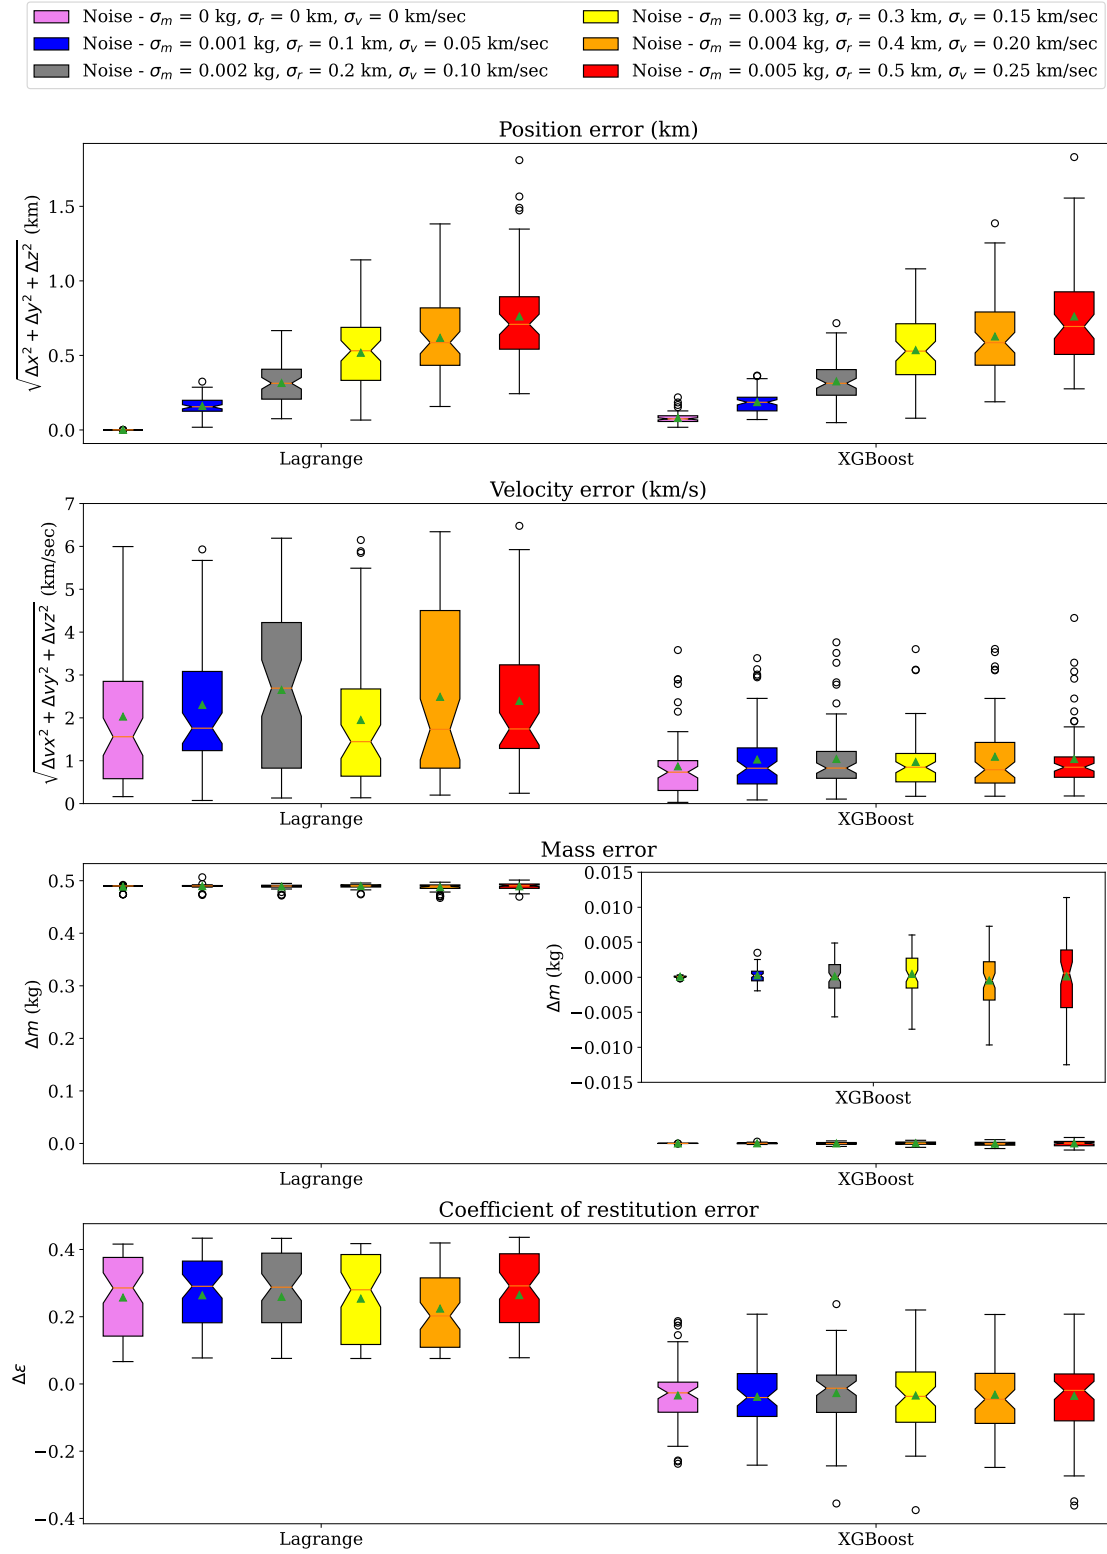 Noise - σm = 0 kg, σr = 0 km, σv = 0 km/sec
Noise - σm = 0.001 kg, σr = 0.1 km, σv = 0.05 km/sec
Noise - σm = 0.002 kg, σr = 0.2 km, σv = 0.10 km/sec
Noise - σm = 0.003 kg, σr = 0.3 km, σv = 0.15 km/sec
Noise - σm = 0.004 kg, σr = 0.4 km, σv = 0.20 km/sec
Noise - σm = 0.005 kg, σr = 0.5 km, σv = 0.25 km/sec
Position error (km)
√Δx² + Δy² + Δz² (km)
1.5
1.0
0.5
0.0
Lagrange
XGBoost
Velocity error (km/s)
√Δvx² + Δvy² + Δvz² (km/sec)
7
6
5
4
3
2
1
0
Lagrange
XGBoost
Mass error
Δm (kg)
0.5
0.4
0.3
0.2
0.1
0.0
Δm (kg)
0.015
0.010
0.005
0.000
−0.005
−0.010
−0.015
XGBoost
Lagrange
XGBoost
Coefficient of restitution error
Δε
0.4
0.2
0.0
−0.2
−0.4
Lagrange
XGBoost